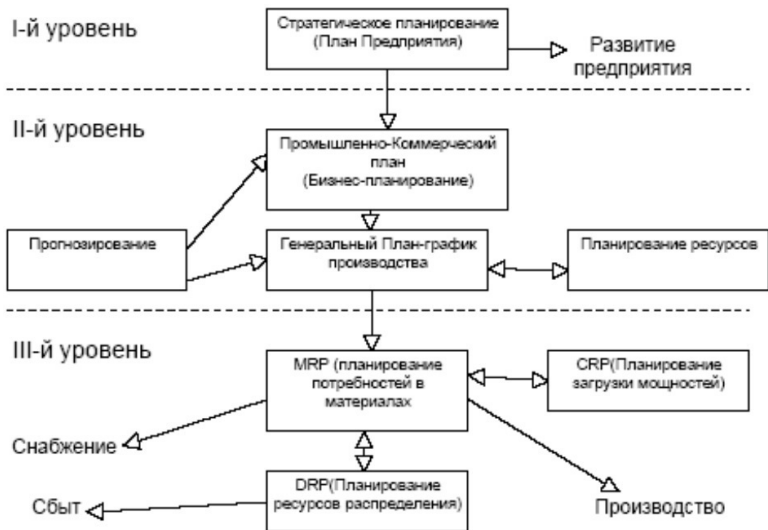 I-й уровень
Стратегическое планирование
(План Предприятия)
Развитие
предприятия
II-й уровень
Промышленно-Коммерческий
план
(Бизнес-планирование)
Прогнозирование
Генеральный План-график
производства
Планирование ресурсов
III-й уровень
MRP (планирование
потребностей в
материалах
CRP(Планирование
загрузки мощностей)
Снабжение
DRP(Планирование
ресурсов распределения)
Сбыт
Производство